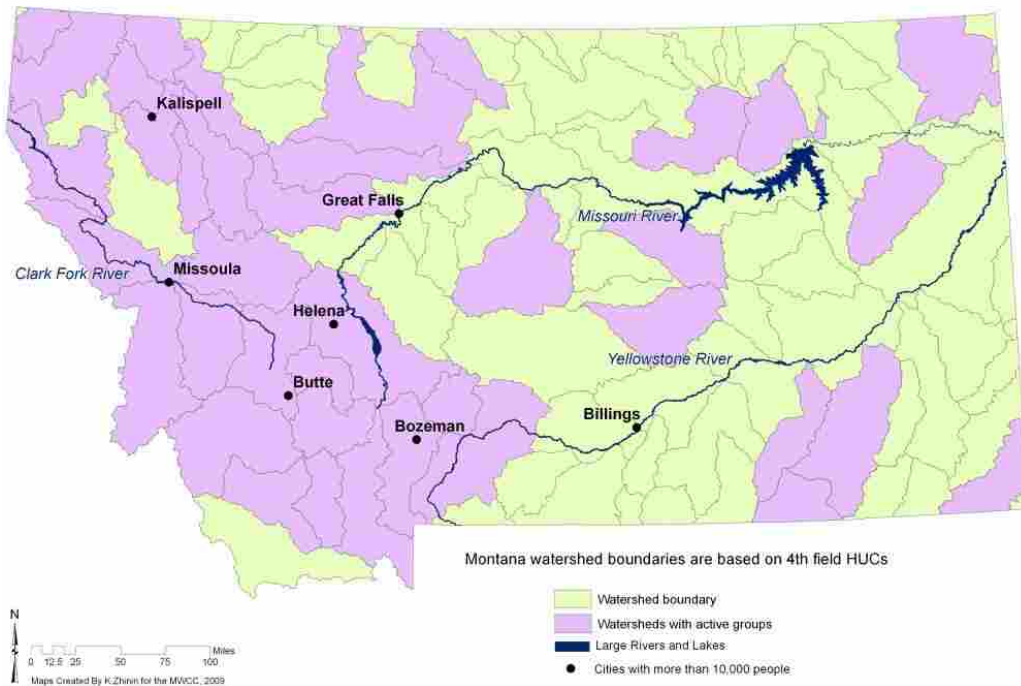 Kalispell
Great Falls
Missouri River
Clark Fork River
Missoula
Helena
Yellowstone River
Butte
Billings
Bozeman
Montana watershed boundaries are based on 4th field HUCs
Watershed boundary
Watersheds with active groups
Large Rivers and Lakes
Cities with more than 10,000 people
N
Miles
0 12.5 25 50 75 100
Maps Created By K.Zhinin for the MWCC, 2009